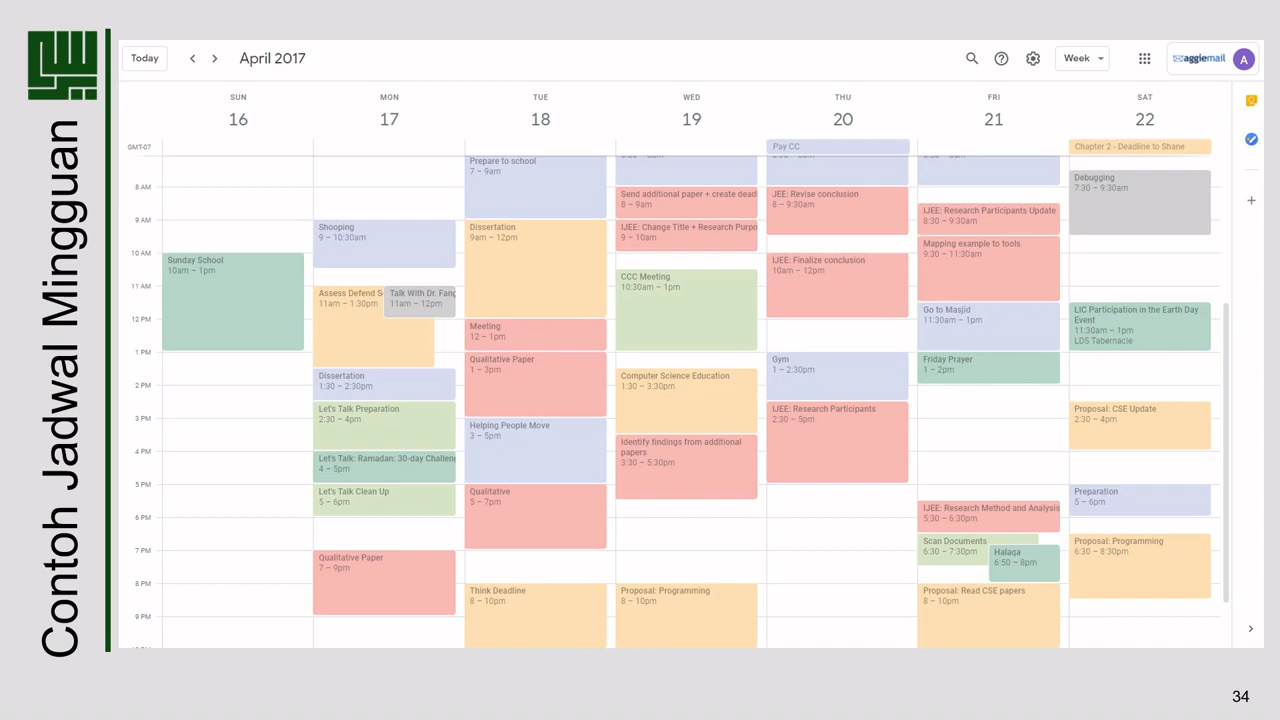 Contoh Jadwal Mingguan
Today
April 2017
Week
aggiemail
A
SUN
MON
TUE
WED
THU
FRI
SAT
16
17
18
19
20
21
22
GMT-07
Pay CC
Chapter 2 - Deadline to Shane
8 AM
9 AM
10 AM
11 AM
12 PM
1 PM
2 PM
3 PM
4 PM
5 PM
6 PM
7 PM
8 PM
9 PM
Sunday School
10am – 1pm
Shooping
9 – 10:30am
Assess Defend S
11am – 1:30pm
Talk With Dr. Fang
11am – 12pm
Dissertation
1:30 – 2:30pm
Let's Talk Preparation
2:30 – 4pm
Let's Talk: Ramadan: 30-day Challeng
4 – 5pm
Let's Talk Clean Up
5 – 6pm
Qualitative Paper
7 – 9pm
Prepare to school
7 – 9am
Dissertation
9am – 12pm
Meeting
12 – 1pm
Qualitative Paper
1 – 3pm
Helping People Move
3 – 5pm
Qualitative
5 – 7pm
Think Deadline
8 – 10pm
Send additional paper + create dead
8 – 9am
IJEE: Change Title + Research Purpo
9 – 10am
CCC Meeting
10:30am – 1pm
Computer Science Education
1:30 – 3:30pm
Identify findings from additional
papers
3:30 – 5:30pm
Proposal: Programming
8 – 10pm
JEE: Revise conclusion
8 – 9:30am
IJEE: Finalize conclusion
10am – 12pm
Gym
1 – 2:30pm
IJEE: Research Participants
2:30 – 5pm
IJEE: Research Participants Update
8:30 – 9:30am
Mapping example to tools
9:30 – 11:30am
Go to Masjid
11:30am – 1pm
Friday Prayer
1 – 2pm
IJEE: Research Method and Analysis
5:30 – 6:30pm
Scan Documents
6:30 – 7:30pm
Halaqa
6:50 – 8pm
Proposal: Read CSE papers
8 – 10pm
Debugging
7:30 – 9:30am
LIC Participation in the Earth Day
Event
11:30am – 1pm
LDS Tabernacle
Proposal: CSE Update
2:30 – 4pm
Preparation
5 – 6pm
Proposal: Programming
6:30 – 8:30pm
34